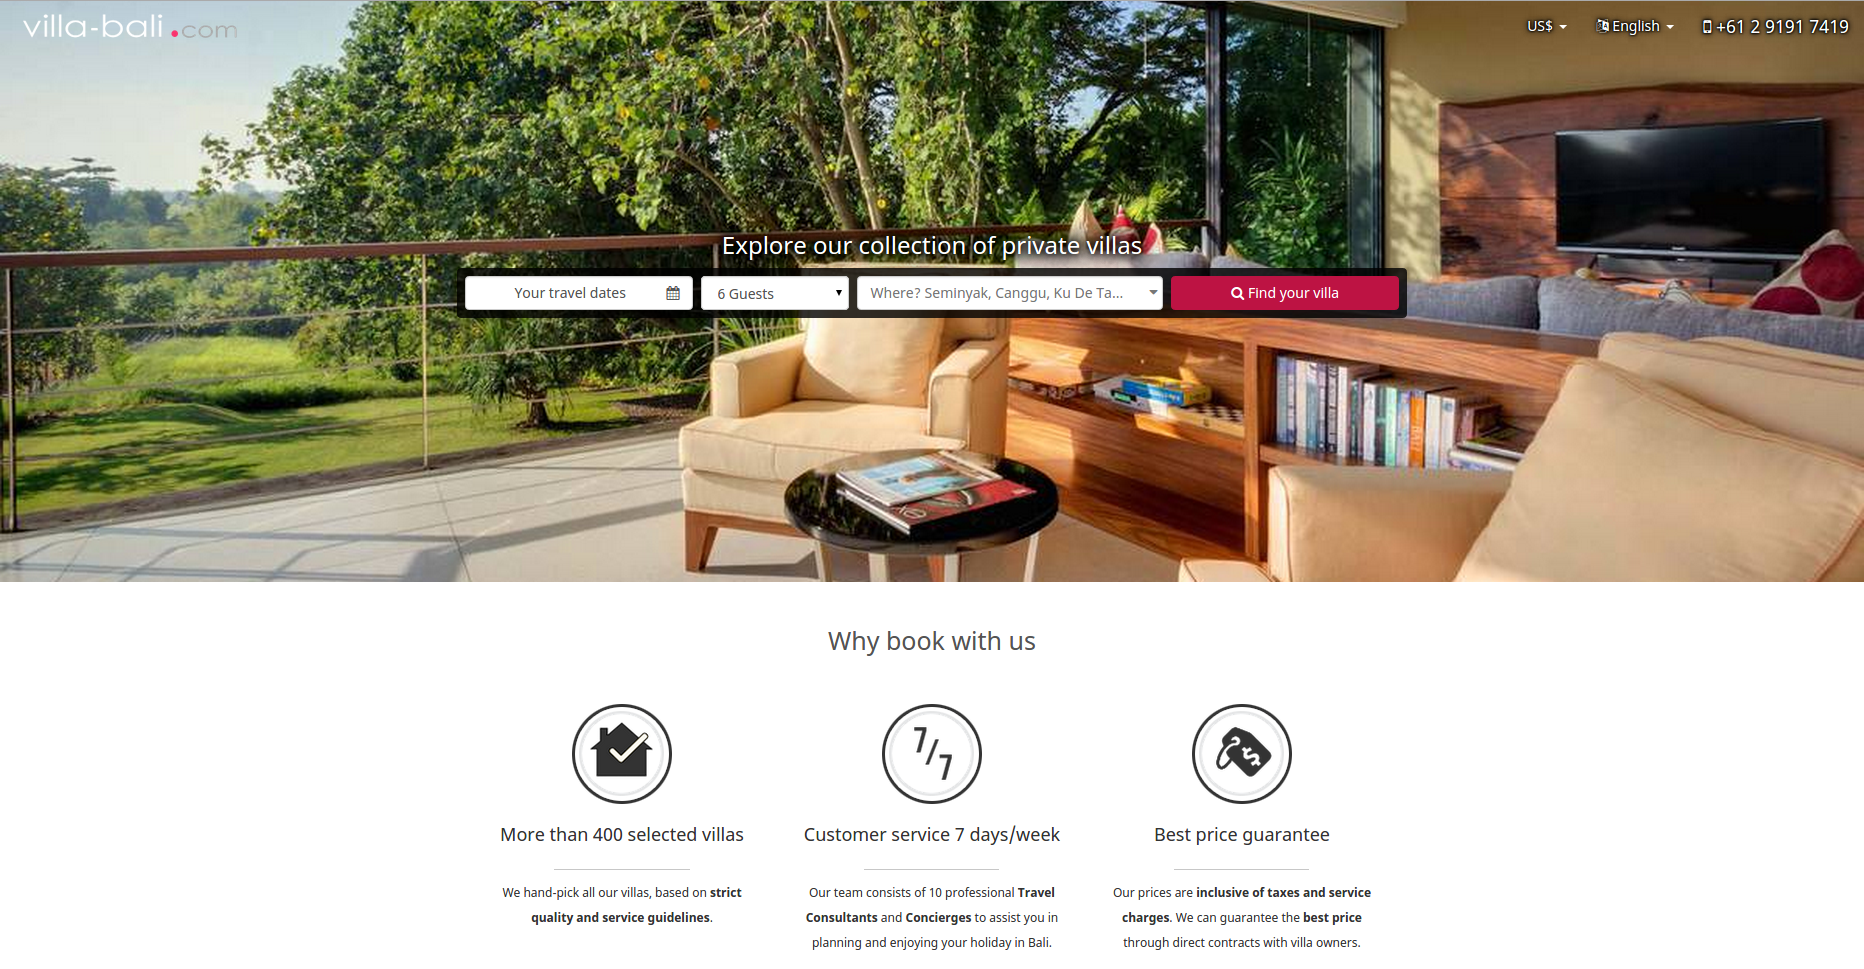 villa-bali.com
US$
English
+61 2 9191 7419
Explore our collection of private villas
Your travel dates
6 Guests
Where? Seminyak, Canggu, Ku De Ta...
Find your villa
Why book with us
7/7
$
More than 400 selected villas
We hand-pick all our villas, based on strict
quality and service guidelines.
Customer service 7 days/week
Our team consists of 10 professional Travel
Consultants and Concierges to assist you in
planning and enjoying your holiday in Bali.
Best price guarantee
Our prices are inclusive of taxes and service
charges. We can guarantee the best price
through direct contracts with villa owners.